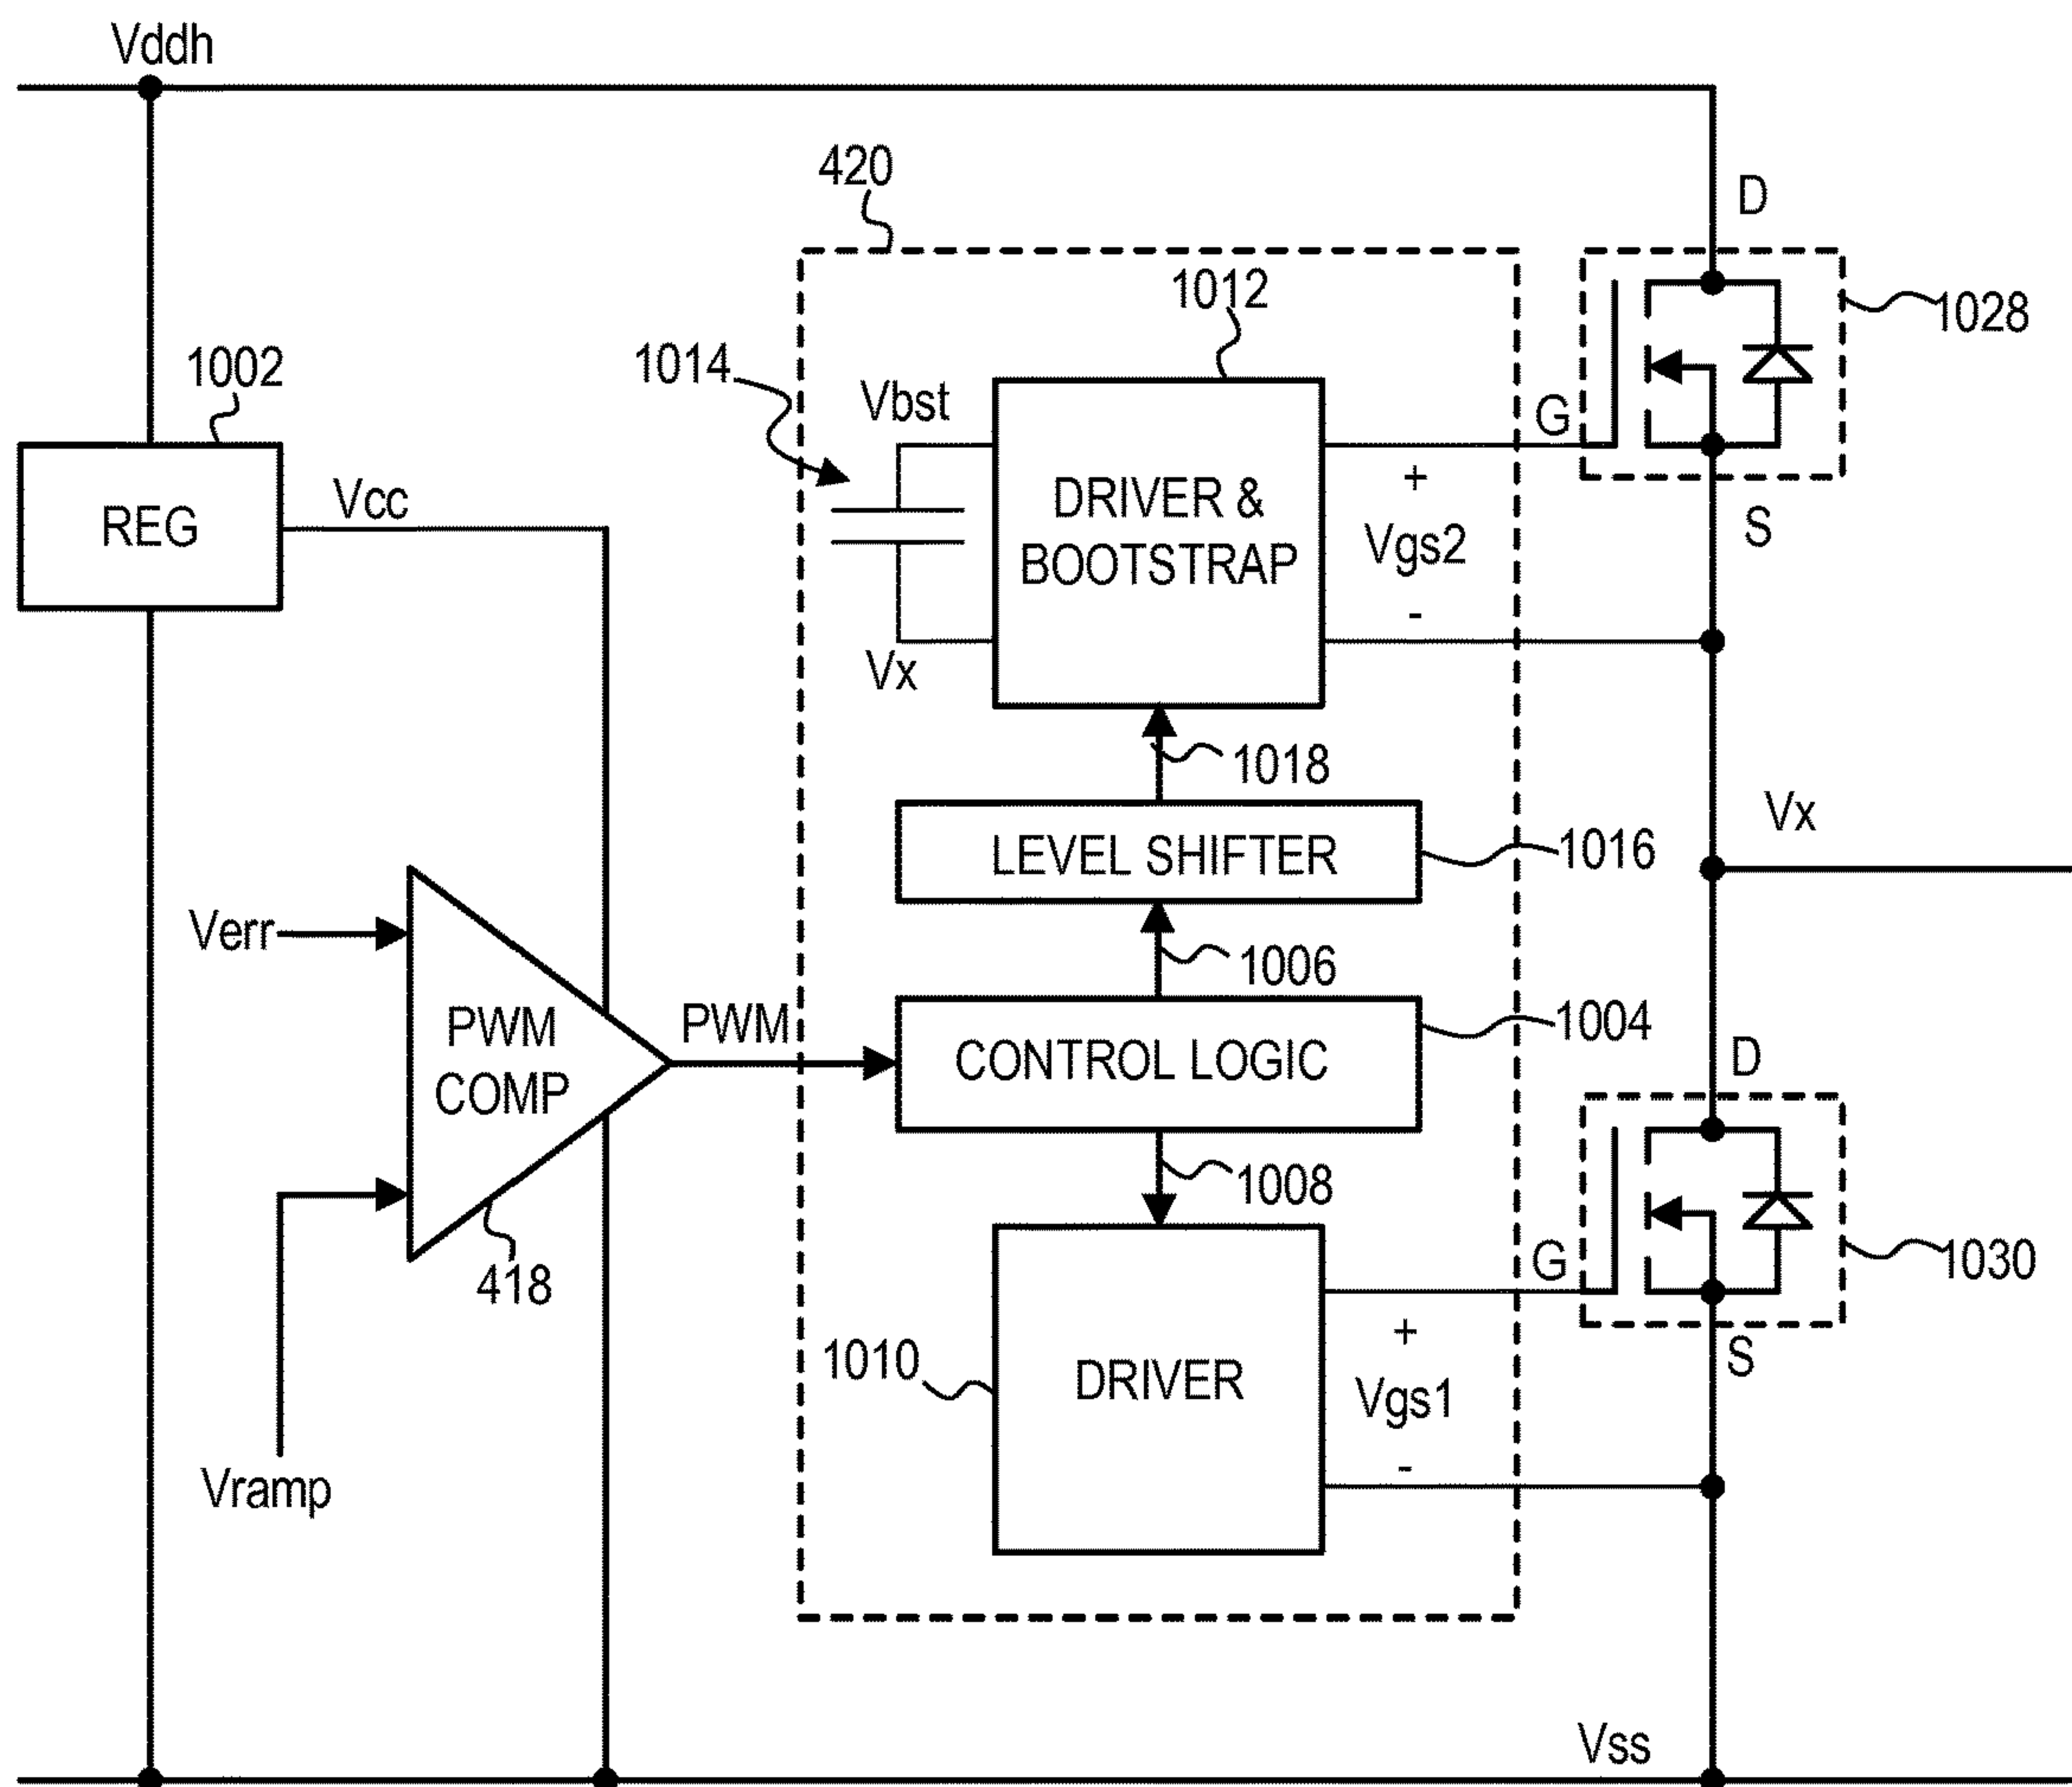 Vddh
D
420
1012
1028
1014
1002
Vbst
G
REG
Vcc
DRIVER &
BOOTSTRAP
+
Vgs2
-
S
Vx
1018
Vx
LEVEL SHIFTER
1016
Verr
1006
PWM
COMP
PWM
CONTROL LOGIC
1004
D
1008
418
G
1030
1010
DRIVER
+
Vgs1
-
S
Vramp
Vss